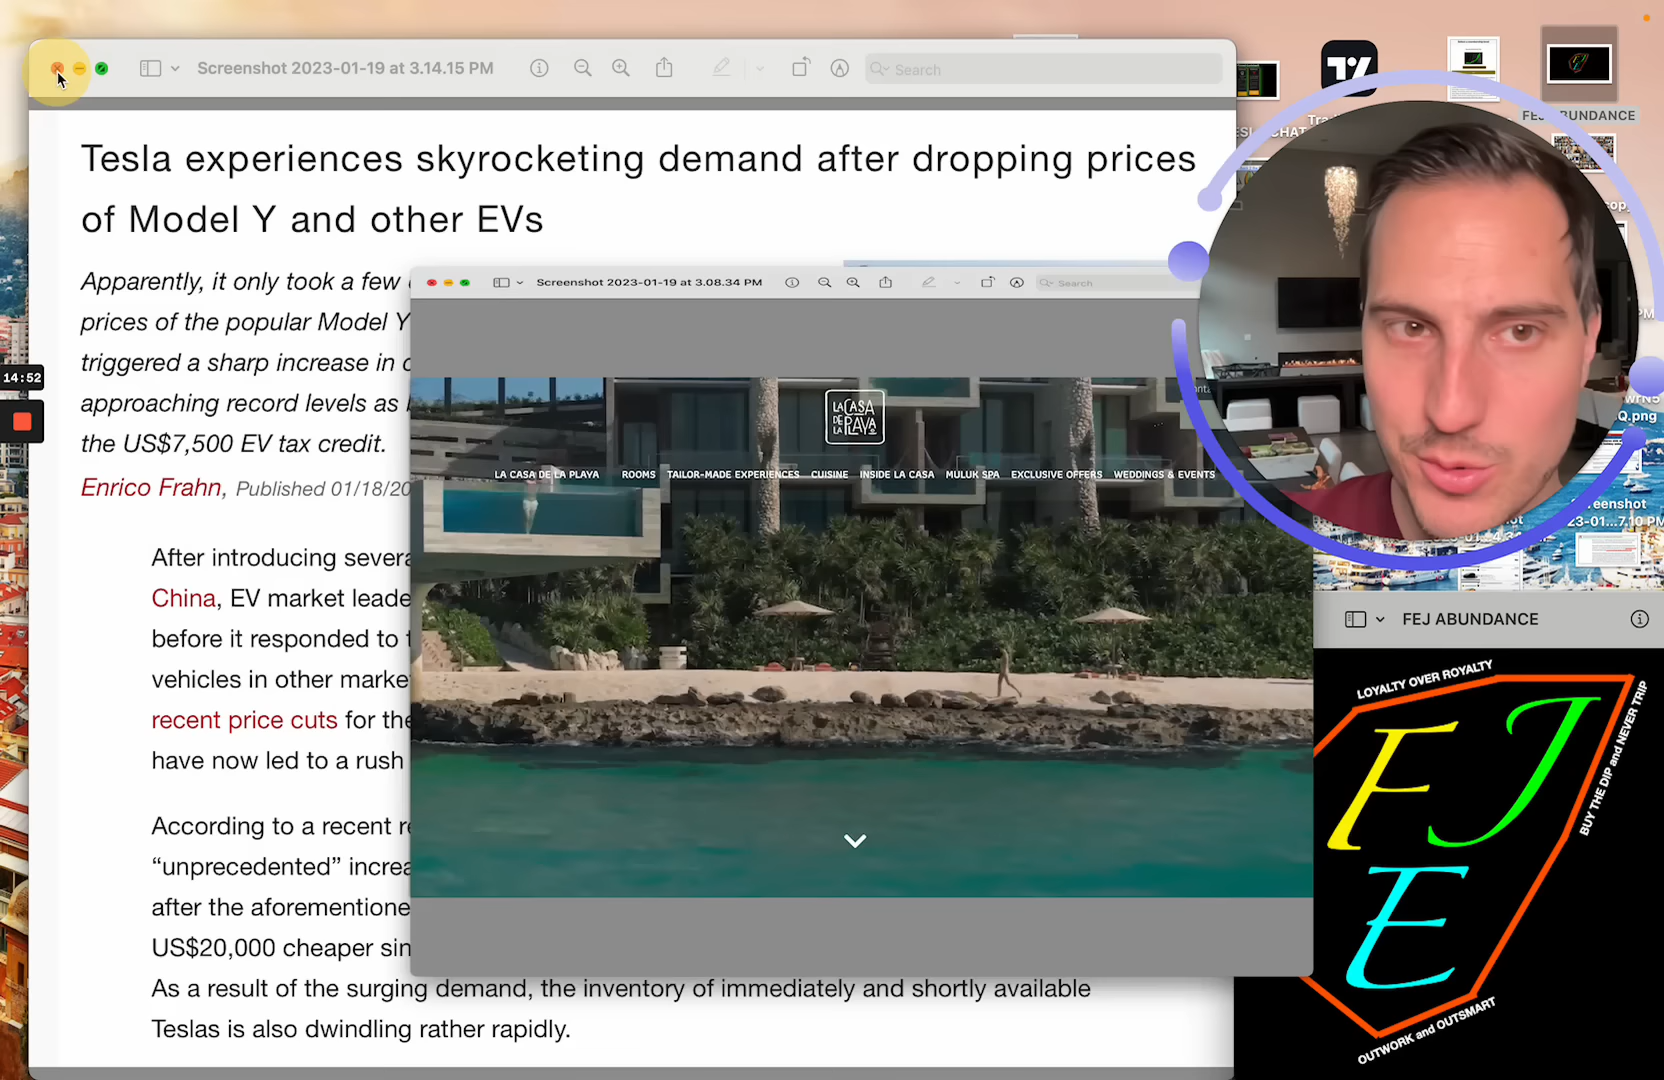 Screenshot 2023-01-19 at 3.14.15 PM
Search
FEJ ABUNDANCE
Tesla experiences skyrocketing demand after dropping prices
of Model Y and other EVs
Apparently, it only took a few
prices of the popular Model Y
triggered a sharp increase in
approaching record levels as
the US$7,500 EV tax credit.
Enrico Frahn, Published 01/18/20
After introducing severa
China, EV market leade
before it responded to t
vehicles in other marke
recent price cuts for the
have now led to a rush
According to a recent re
“unprecedented” increa
after the aforementione
US$20,000 cheaper sin
As a result of the surging demand, the inventory of immediately and shortly available
Teslas is also dwindling rather rapidly.
14:52
Screenshot 2023-01-19 at 3.08.34 PM
Search
LA CASA
DE LA
PLAYA
LA CASA DE LA PLAYA ROOMS TAILOR-MADE EXPERIENCES CUISINE INSIDE LA CASA MULUK SPA EXCLUSIVE OFFERS WEDDINGS & EVENTS
Q.png
FEJ ABUNDANCE
LOYALTY OVER ROYALTY
BUY THE DIP and NEVER TRIP
FJ
E
OUTWORK and OUTSMART